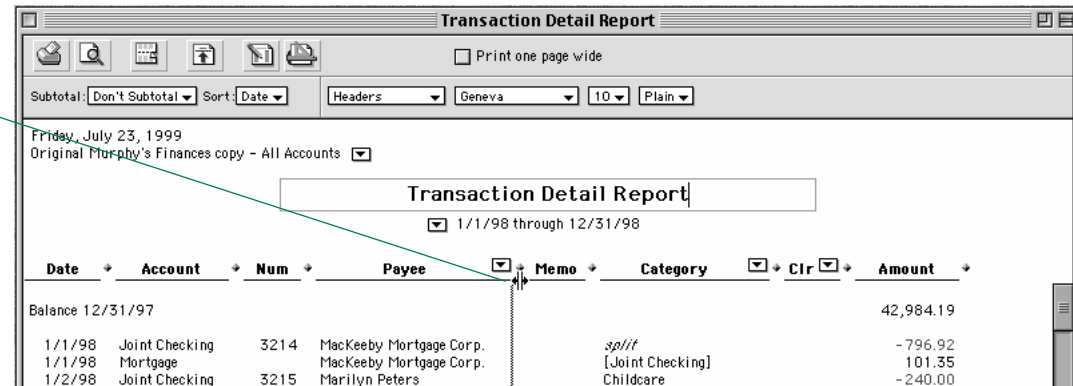 Transaction Detail Report
Print one page wide
Subtotal: Don't Subtotal Sort: Date Headers Geneva 10 Plain
Friday, July 23, 1999
Original Murphy's Finances copy - All Accounts
Transaction Detail Report
1/1/98 through 12/31/98
Date Account Num Payee Memo Category Clr Amount
Balance 12/31/97 42,984.19
1/1/98 Joint Checking 3214 MacKeeby Mortgage Corp. split -796.92
1/1/98 Mortgage MacKeeby Mortgage Corp. [Joint Checking] 101.35
1/2/98 Joint Checking 3215 Marilyn Peters Childcare -240.00